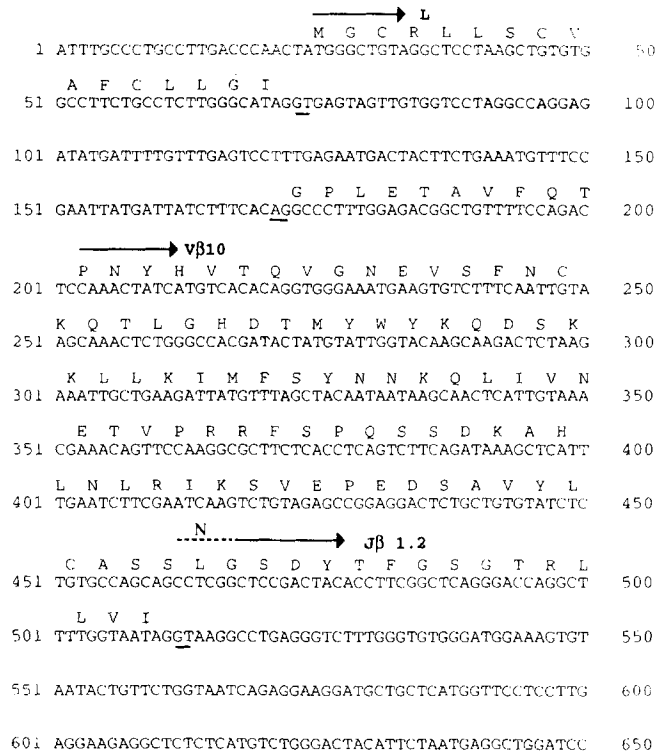 L
M G C R L L S C V
1 ATTTGCCCTGCCTTGACCCAACTATGGGCTGTAGGCTCCTAAGCTGTGTG 50
A F C L L G I
51 GCCTTCTGCCTCTTGGGCATAGGTGAGTAGTTGTGGTCCTAGGCCAGGAG 100
101 ATATGATTTTGTTTGAGTCCTTTGAGAATGACTACTTCTGAAATGTTTCC 150
G P L E T A V F Q T
151 GAATTATGATTATCTTTCACAGGCCCTTTGGAGACGGCTGTTTTCCAGAC 200
Vβ10
P N Y H V T Q V G N E V S F N C
201 TCCAAACTATCATGTCACACAGGTGGGAAATGAAGTGTCTTTCAATTGTA 250
K Q T L G H D T M Y W Y K Q D S K
251 AGCAAACTCTGGGCCACGATACTATGTATTGGTACAAGCAAGACTCTAAG 300
K L L K I M F S Y N N K Q L I V N
301 AAATTGCTGAAGATTATGTTTAGCTACAATAATAAGCAACTCATTGTAAA 350
E T V P R R F S P Q S S D K A H
351 CGAAACAGTTCCAAGGCGCTTCTCACCTCAGTCTTCAGATAAAGCTCATT 400
L N L R I K S V E P E D S A V Y L
401 TGAATCTTCGAATCAAGTCTGTAGAGCCGGAGGACTCTGCTGTGTATCTC 450
N Jβ 1.2
C A S S L G S D Y T F G S G T R L
451 TGTGCCAGCAGCCTCGGCTCCGACTACACCTTCGGCTCAGGGACCAGGCT 500
L V I
501 TTTGGTAATAGGTAAGGCCTGAGGGTCTTTGGGTGTGGGATGGAAAGTGT 550
551 AATACTGTTCTGGTAATCAGAGGAAGGATGCTGCTCATGGTTCCTCCTTG 600
601 AGGAAGAGGCTCTCTCATGTCTGGGACTACATTCTAATGAGGCTGGATCC 650